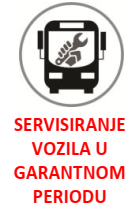 SERVISIRANJE
VOZILA U
GARANTNOM
PERIODU